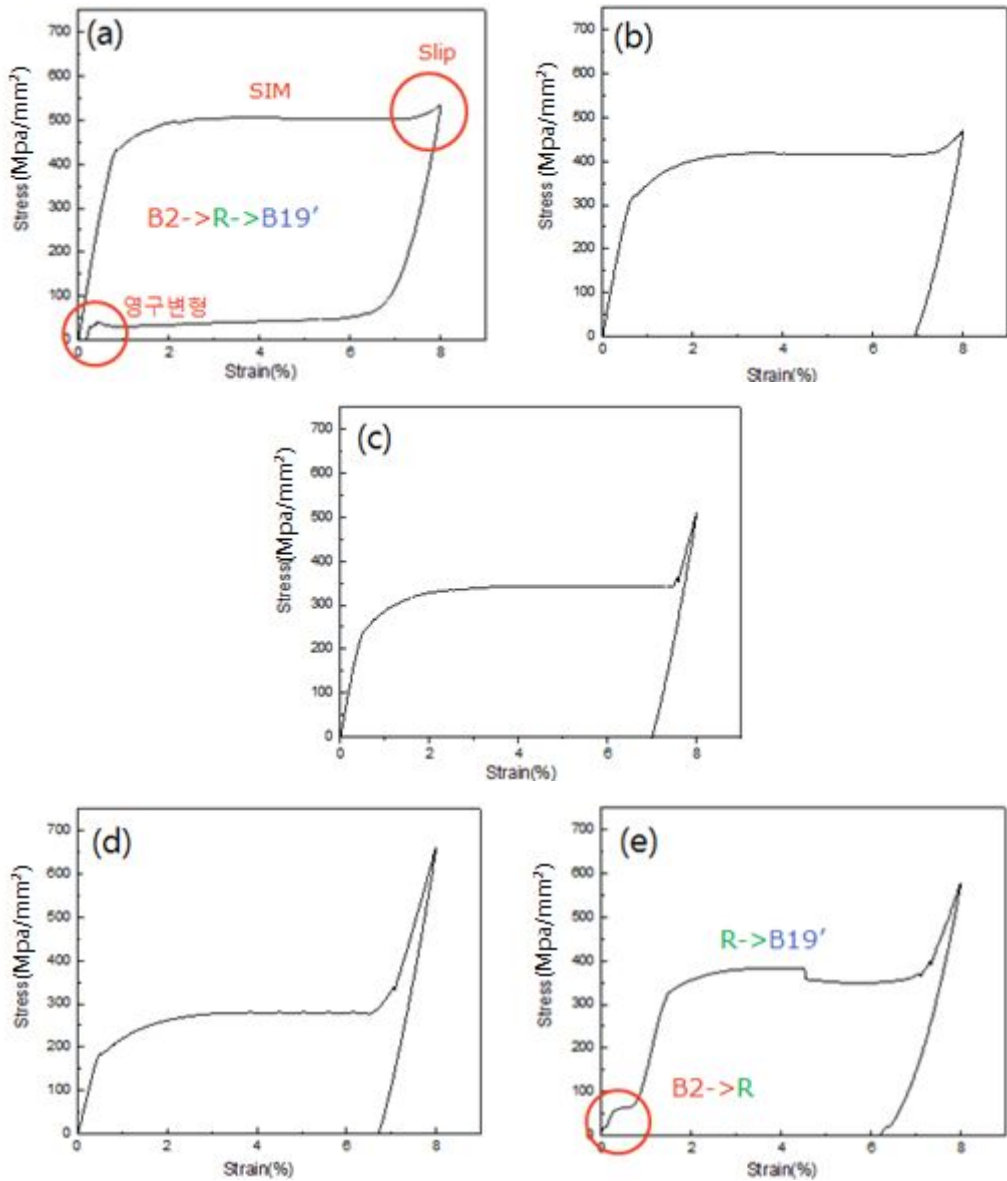 (a)
Slip
SIM
B2->R->B19′
영구변형
Stress (Mpa/mm²)
700
600
500
400
300
200
100
0
0 2 4 6 8
Strain(%)
(b)
Stress (Mpa/mm²)
700
600
500
400
300
200
100
0
0 2 4 6 8
Strain(%)
(c)
Stress(Mpa/mm²)
700
600
500
400
300
200
100
0
0 2 4 6 8
Strain(%)
(d)
Stress(Mpa/mm²)
700
600
500
400
300
200
100
0
0 2 4 6 8
Strain(%)
(e)
R->B19′
B2->R
Stress(Mpa/mm²)
700
600
500
400
300
200
100
0 2 4 6 8
Strain(%)